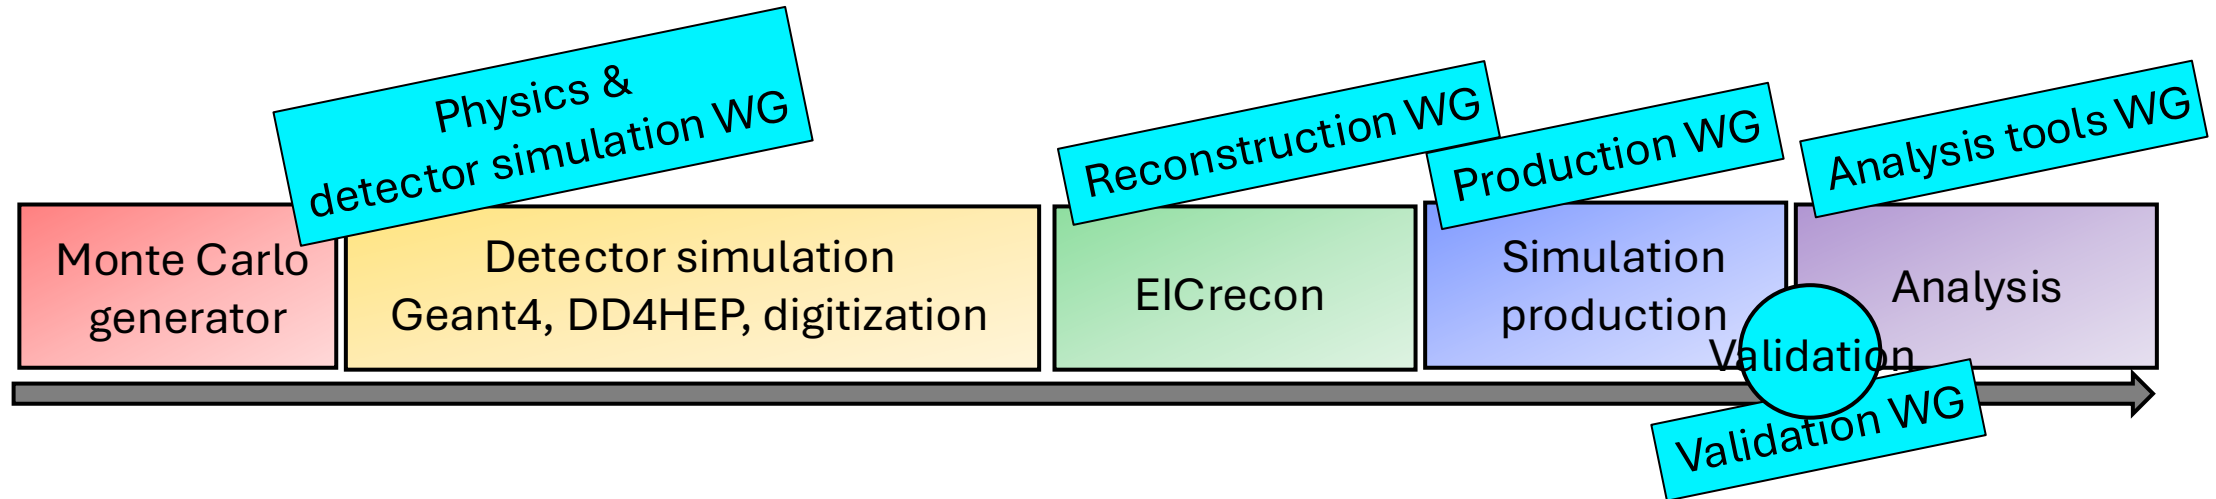 Physics &
detector simulation WG
Reconstruction WG
Production WG
Analysis tools WG
Monte Carlo
generator
Detector simulation
Geant4, DD4HEP, digitization
EICrecon
Simulation
production
Analysis
Validation
Validation WG